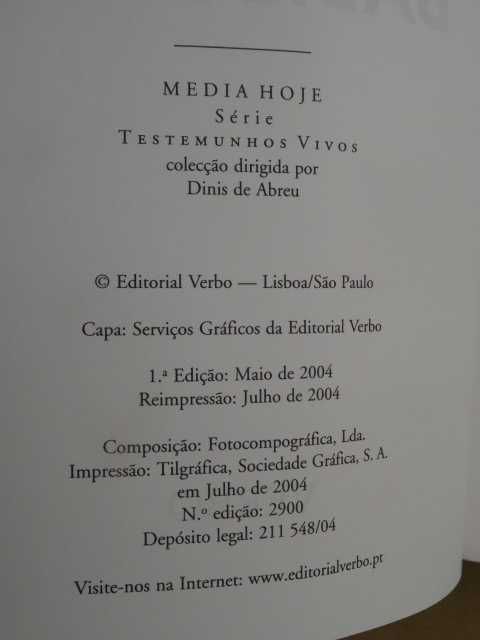 MEDIA HOJE
Série
TESTEMUNHOS VIVOS
colecção dirigida por
Dinis de Abreu
© Editorial Verbo — Lisboa/São Paulo
Capa: Serviços Gráficos da Editorial Verbo
1.ª Edição: Maio de 2004
Reimpressão: Julho de 2004
Composição: Fotocompográfica, Lda.
Impressão: Tilgráfica, Sociedade Gráfica, S. A.
em Julho de 2004
N.º edição: 2900
Depósito legal: 211 548/04
Visite-nos na Internet: www.editorialverbo.pt